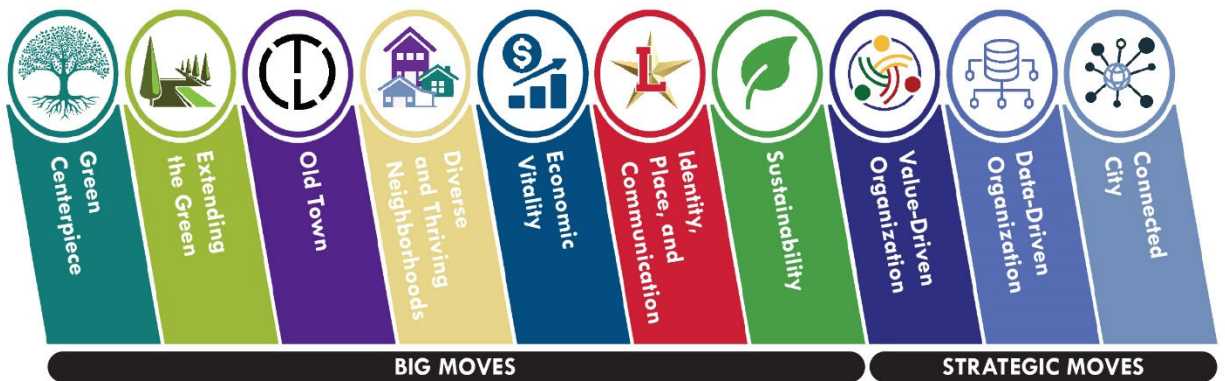 Green
Centerpiece
Extending
the Green
Old Town
Diverse
and Thriving
Neighborhoods
Economic
Vitality
L
Identity,
Place, and
Communication
Sustainability
Value-Driven
Organization
Data-Driven
Organization
Connected
City
BIG MOVES
STRATEGIC MOVES